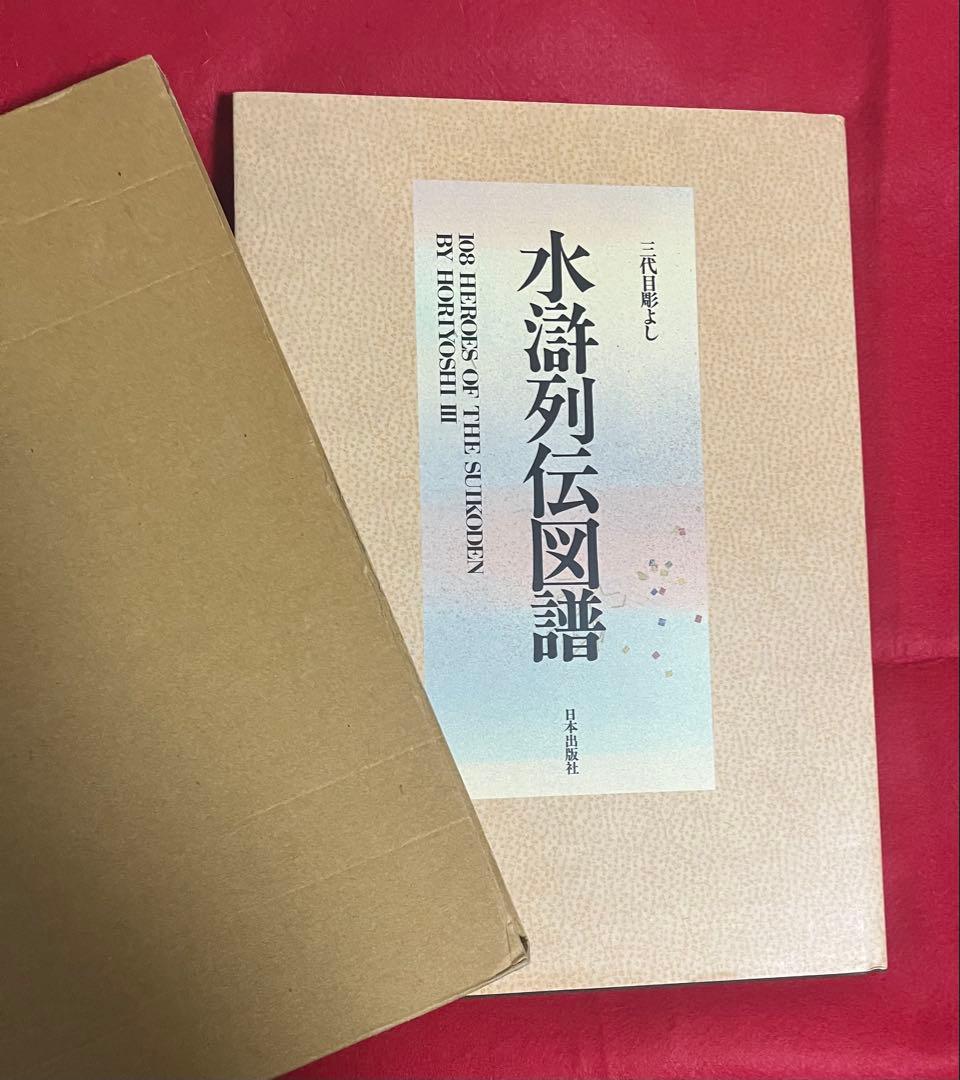 三代目彫よし
水滸列伝図譜
108 HEROES OF THE SUIKODEN
BY HORIYOSHI III
日本出版社